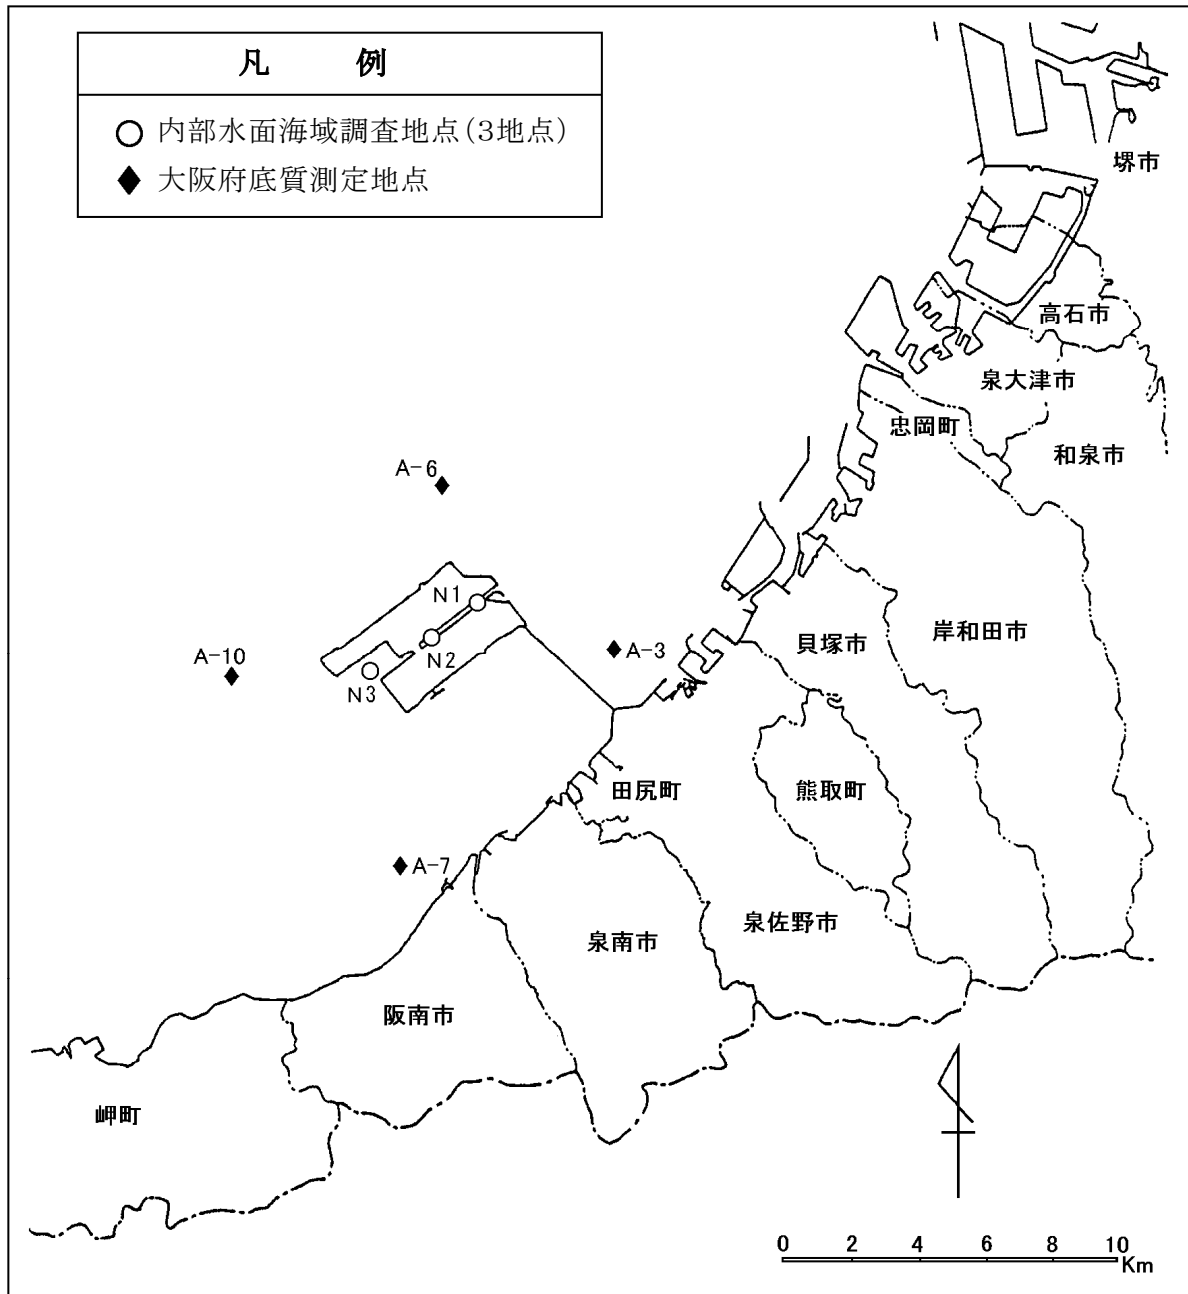 凡 例
○ 内部水面海域調査地点(3地点)
◆ 大阪府底質測定地点
堺市
高石市
泉大津市
忠岡町
和泉市
A-6
N1
岸和田市
貝塚市
A-3
A-10
N2
N3
田尻町
熊取町
A-7
泉佐野市
泉南市
阪南市
岬町
0 2 4 6 8 10
Km